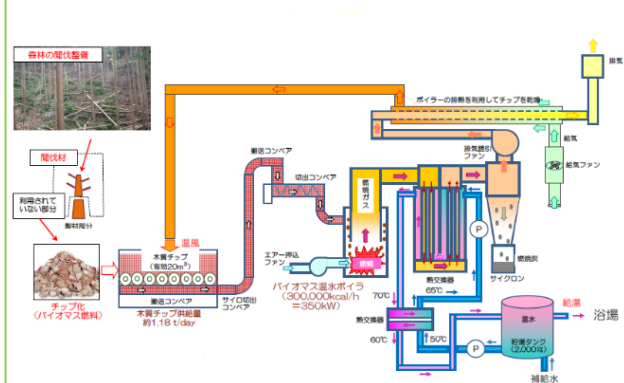 森林の間伐整備
間伐材
利用されて
いない部分
製材部分
チップ化
(バイオマス燃料)
温風
木質チップ
(有効20m³)
搬送コンベア
サイロ切出
コンベア
木質チップ供給量
約1.18 t/day
搬送コンベア
切出コンベア
エアー押込
ファン
燃焼ガス
燃焼
バイオマス温水ボイラ
(300,000kcal/h
=350kW)
ボイラーの排熱を利用してチップを乾燥
排気
排気誘引
ファン
給気
給気ファン
P
燃焼灰
サイクロン
熱交換器
65℃
70℃
熱交換器
60℃
50℃
P
温水
貯湯タンク
(2,000ℓ)
給湯
浴場
補給水